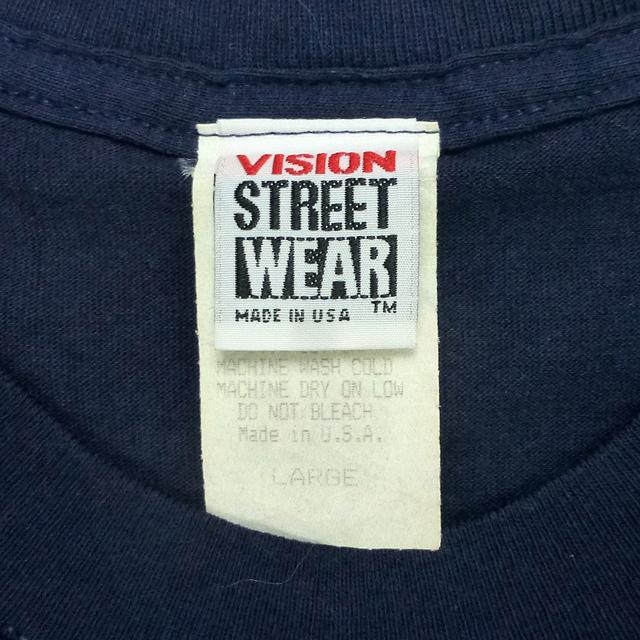 VISION
STREET
WEAR
TM
MADE IN USA
MACHINE WASH COLD
MACHINE DRY ON LOW
DO NOT BLEACH
Made in U.S.A.
LARGE